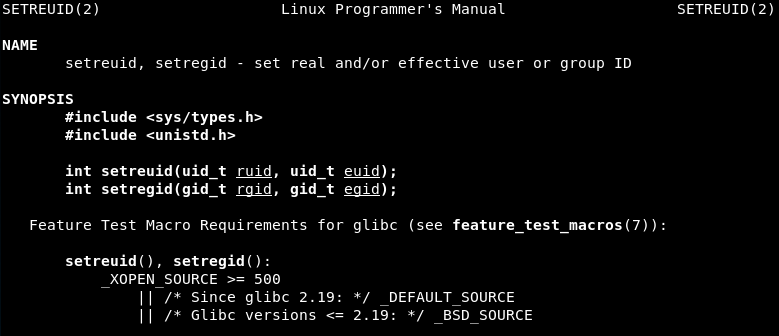 SETREUID(2) Linux Programmer's Manual SETREUID(2)
NAME
setreuid, setregid - set real and/or effective user or group ID
SYNOPSIS
#include <sys/types.h>
#include <unistd.h>
int setreuid(uid_t ruid, uid_t euid);
int setregid(gid_t rgid, gid_t egid);
Feature Test Macro Requirements for glibc (see feature_test_macros(7)):
setreuid(), setregid():
_XOPEN_SOURCE >= 500
|| /* Since glibc 2.19: */ _DEFAULT_SOURCE
|| /* Glibc versions <= 2.19: */ _BSD_SOURCE